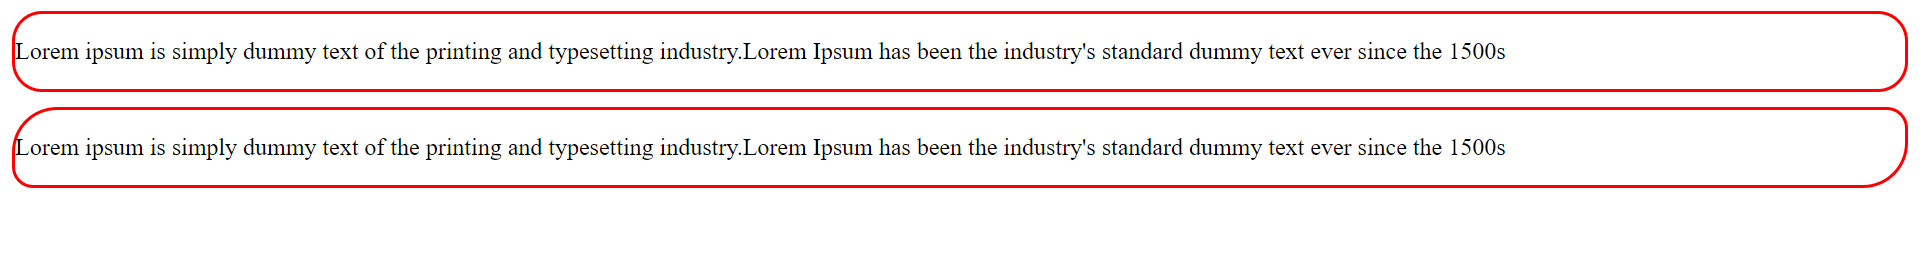 Lorem ipsum is simply dummy text of the printing and typesetting industry.Lorem Ipsum has been the industry's standard dummy text ever since the 1500s
Lorem ipsum is simply dummy text of the printing and typesetting industry.Lorem Ipsum has been the industry's standard dummy text ever since the 1500s